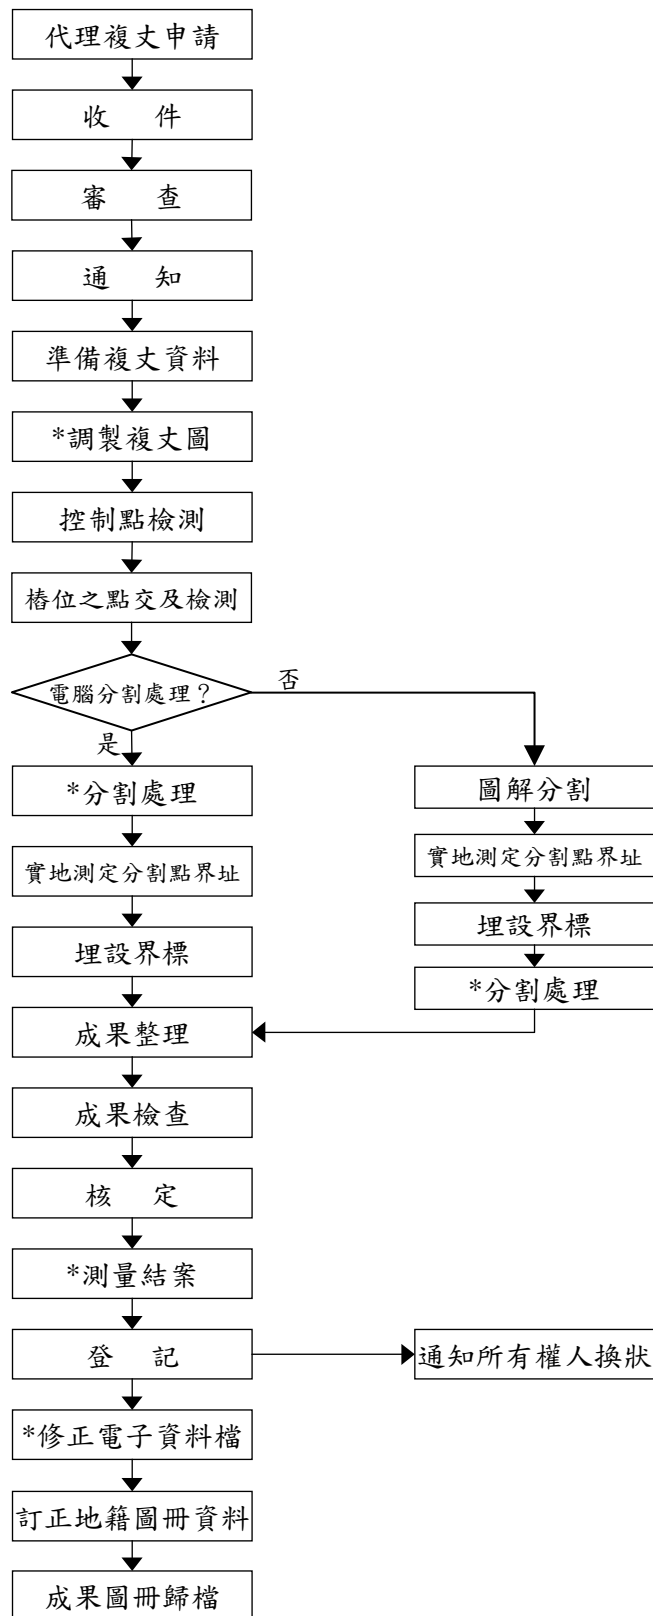 代理複丈申請
收 件
審 查
通 知
準備複丈資料
*調製複丈圖
控制點檢測
樁位之點交及檢測
電腦分割處理？
否
是
*分割處理
實地測定分割點界址
埋設界標
圖解分割
實地測定分割點界址
埋設界標
*分割處理
成果整理
成果檢查
核 定
*測量結案
登 記
通知所有權人換狀
*修正電子資料檔
訂正地籍圖冊資料
成果圖冊歸檔